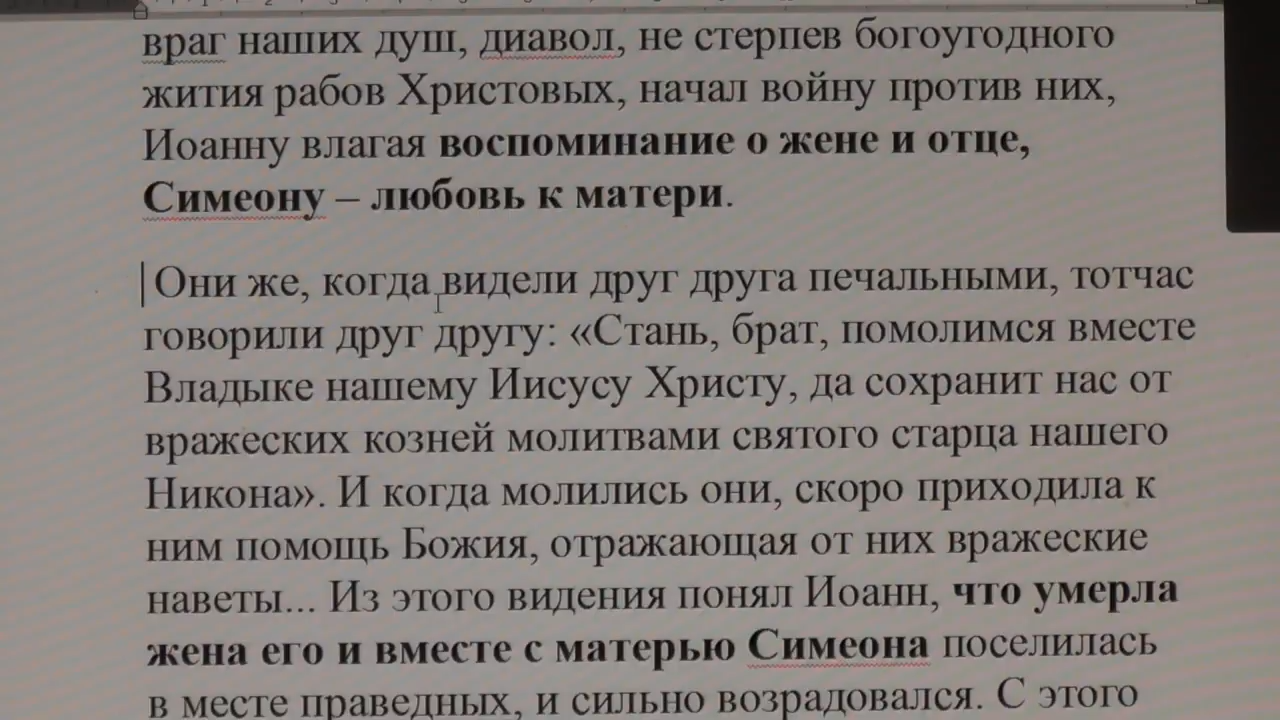 враг наших душ, диавол, не стерпев богоугодного
жития рабов Христовых, начал войну против них,
Иоанну влагая воспоминание о жене и отце,
Симеону – любовь к матери.
Они же, когда видели друг друга печальными, тотчас
говорили друг другу: «Стань, брат, помолимся вместе
Владыке нашему Иисусу Христу, да сохранит нас от
вражеских козней молитвами святого старца нашего
Никона». И когда молились они, скоро приходила к
ним помощь Божия, отражающая от них вражеские
наветы... Из этого видения понял Иоанн, что умерла
жена его и вместе с матерью Симеона поселилась
в месте праведных, и сильно возрадовался. С этого